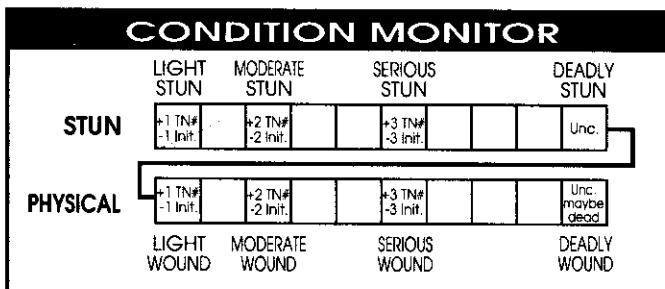 CONDITION MONITOR
LIGHT MODERATE SERIOUS DEADLY
STUN STUN STUN STUN
STUN
+1 TN# +2 TN# +3 TN# Unc.
-1 Init. -2 Init. -3 Init.
PHYSICAL
+1 TN# +2 TN# +3 TN# Unc.
-1 Init. -2 Init. -3 Init. maybe
dead
LIGHT MODERATE SERIOUS DEADLY
WOUND WOUND WOUND WOUND